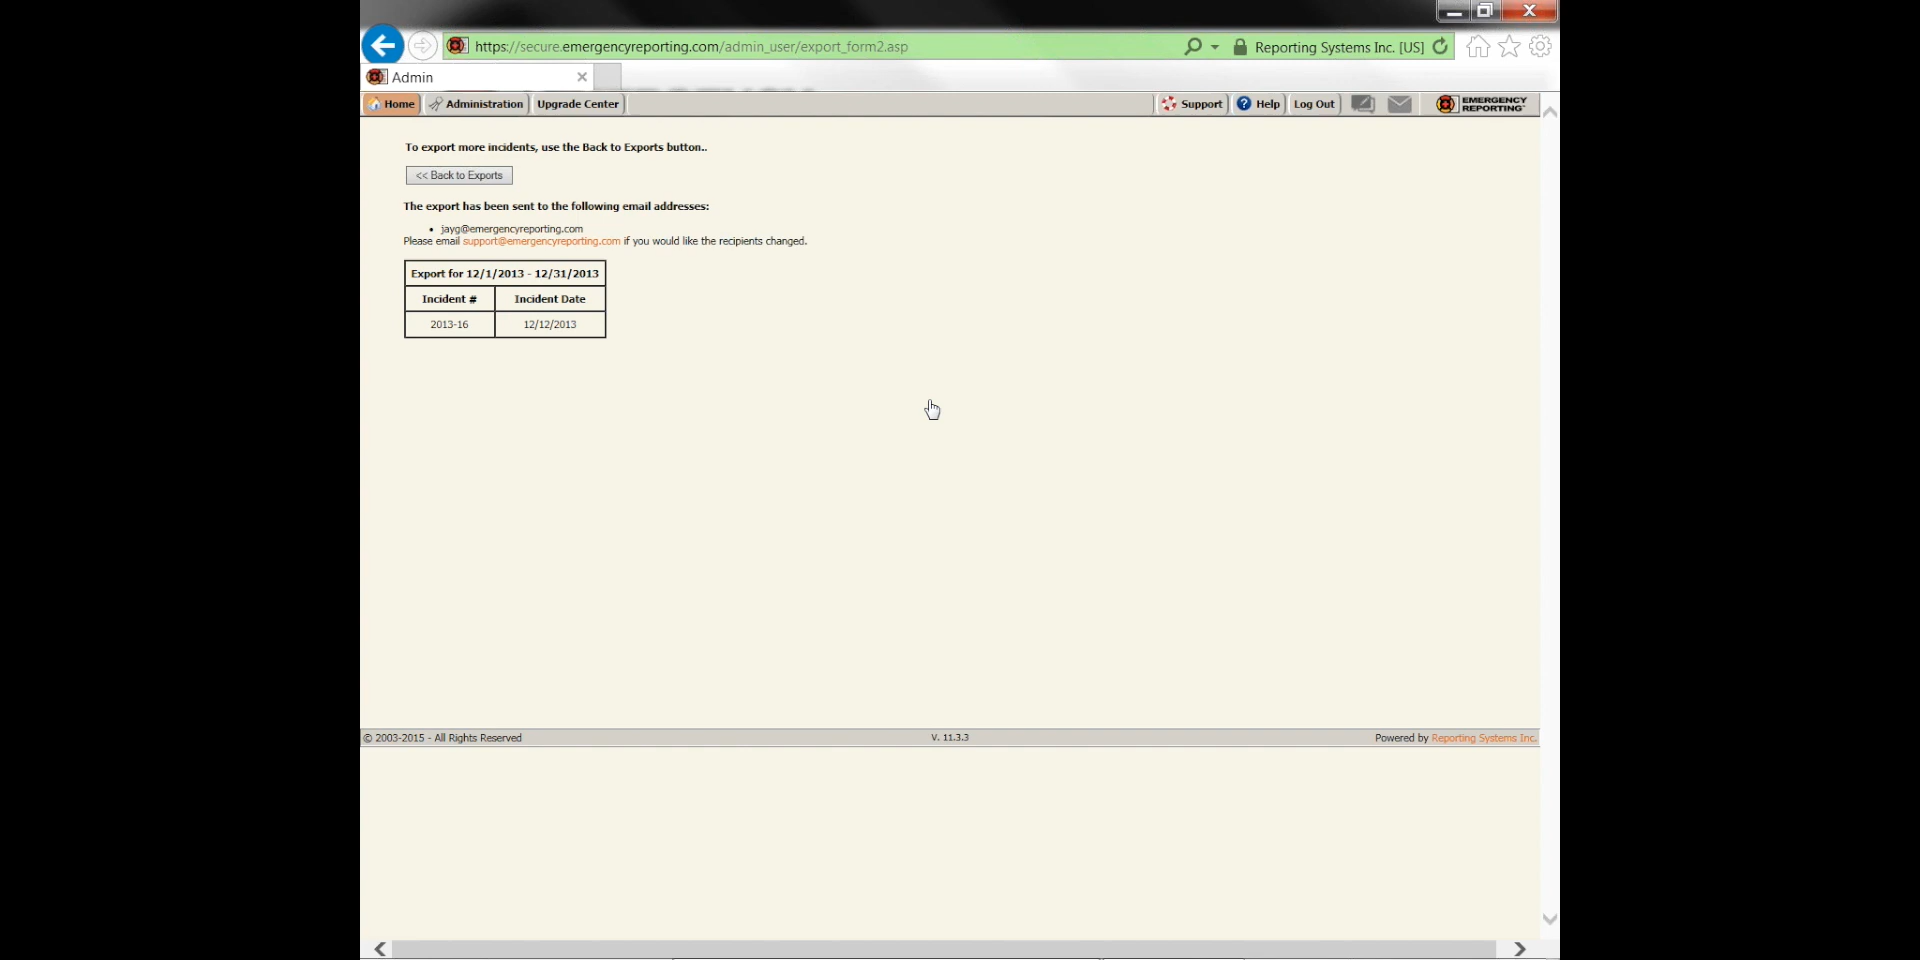 https://secure.emergencyreporting.com/admin_user/export_form2.asp
Reporting Systems Inc. [US]
Admin
Home
Administration
Upgrade Center
Support
Help
Log Out
EMERGENCY
REPORTING
To export more incidents, use the Back to Exports button..
<< Back to Exports
The export has been sent to the following email addresses:
• jayg@emergencyreporting.com
Please email support@emergencyreporting.com if you would like the recipients changed.
Export for 12/1/2013 - 12/31/2013
Incident # Incident Date
2013-16 12/12/2013
© 2003-2015 - All Rights Reserved
V. 11.3.3
Powered by Reporting Systems Inc.